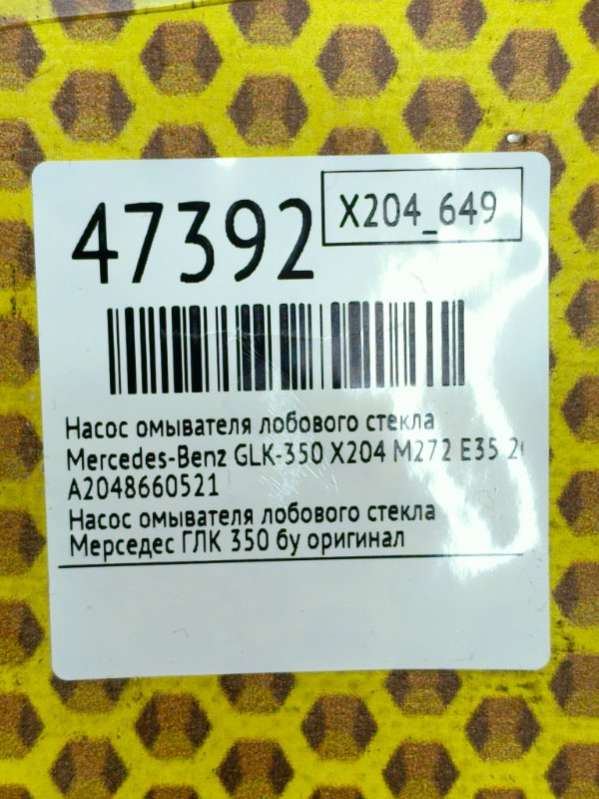 47392
X204_649
Насос омывателя лобового стекла
Mercedes-Benz GLK-350 X204 M272 E35
A2048660521
Насос омывателя лобового стекла
Мерседес ГЛК 350 бу оригинал